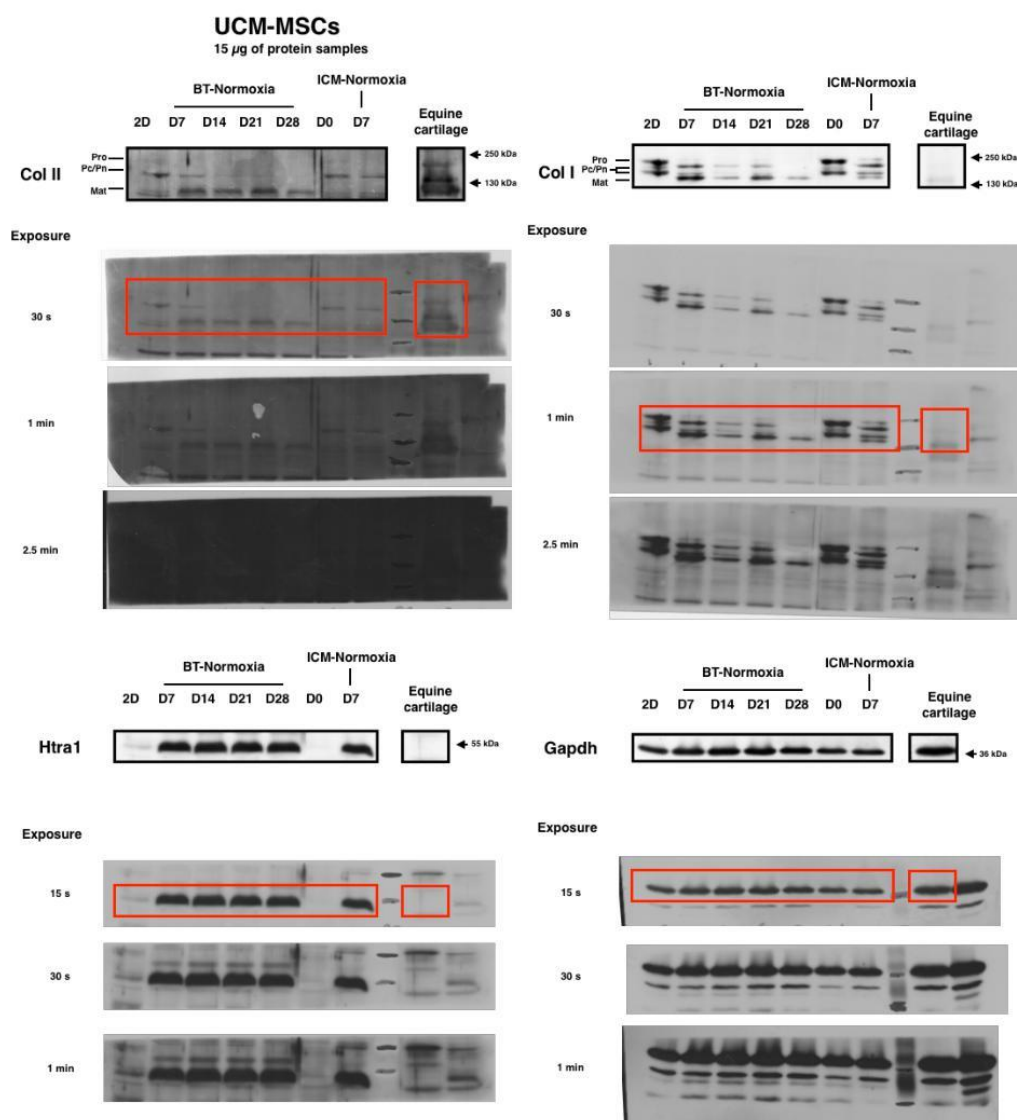 UCM-MSCs
15 µg of protein samples
BT-Normoxia
ICM-Normoxia
2D D7 D14 D21 D28 D0 D7
Equine
cartilage
Col II
Pro
Pc/Pn
Mat
250 kDa
130 kDa
BT-Normoxia
ICM-Normoxia
2D D7 D14 D21 D28 D0 D7
Equine
cartilage
Col I
Pro
Pc/Pn
Mat
250 kDa
130 kDa
Exposure
30 s
1 min
2.5 min
Exposure
30 s
1 min
2.5 min
BT-Normoxia
ICM-Normoxia
2D D7 D14 D21 D28 D0 D7
Equine
cartilage
Htra1
55 kDa
BT-Normoxia
ICM-Normoxia
2D D7 D14 D21 D28 D0 D7
Equine
cartilage
Gapdh
36 kDa
Exposure
15 s
30 s
1 min
Exposure
15 s
30 s
1 min